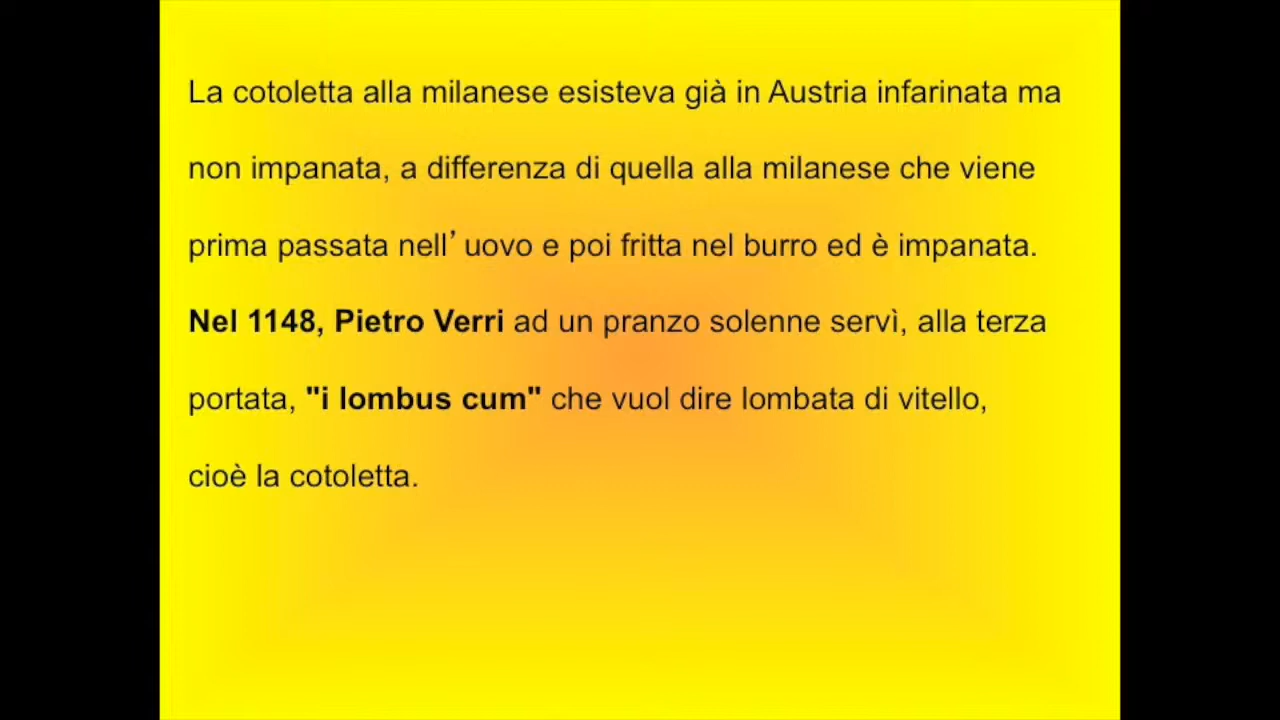 La cotoletta alla milanese esisteva già in Austria infarinata ma
non impanata, a differenza di quella alla milanese che viene
prima passata nell’ uovo e poi fritta nel burro ed è impanata.
Nel 1148, Pietro Verri ad un pranzo solenne servì, alla terza
portata, "i lombus cum" che vuol dire lombata di vitello,
cioè la cotoletta.